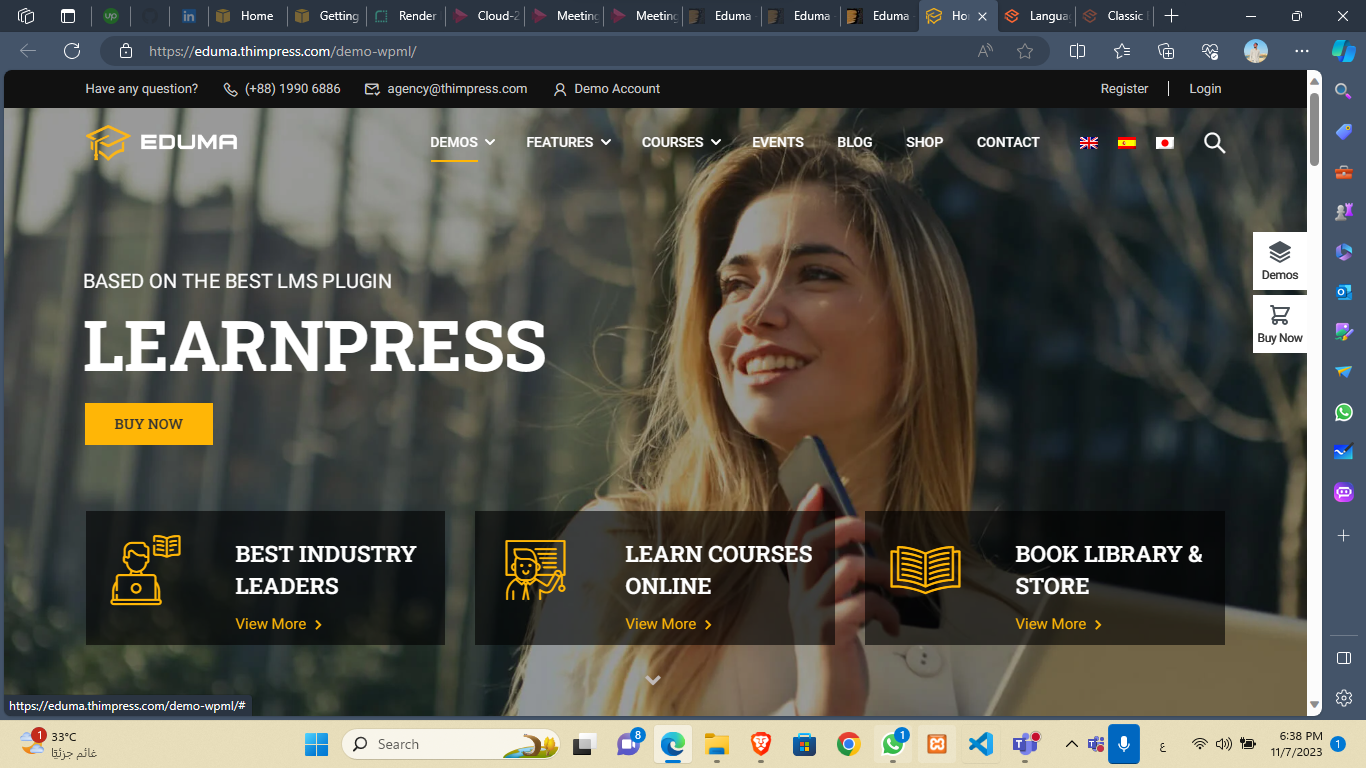 Home
Getting
Render
Cloud-2
Meeting
Meeting
Eduma
Eduma
Eduma
Ho
Langua
Classic
https://eduma.thimpress.com/demo-wpml/
Have any question?
(+88) 1990 6886
agency@thimpress.com
Demo Account
Register
Login
EDUMA
DEMOS
FEATURES
COURSES
EVENTS
BLOG
SHOP
CONTACT
Demos
Buy Now
BASED ON THE BEST LMS PLUGIN
LEARNPRESS
BUY NOW
BEST INDUSTRY
LEADERS
View More
LEARN COURSES
ONLINE
View More
BOOK LIBRARY &
STORE
View More
https://eduma.thimpress.com/demo-wpml/#
1
33°C
غائم جزئيًا
Search
8
1
ع
6:38 PM
11/7/2023
1